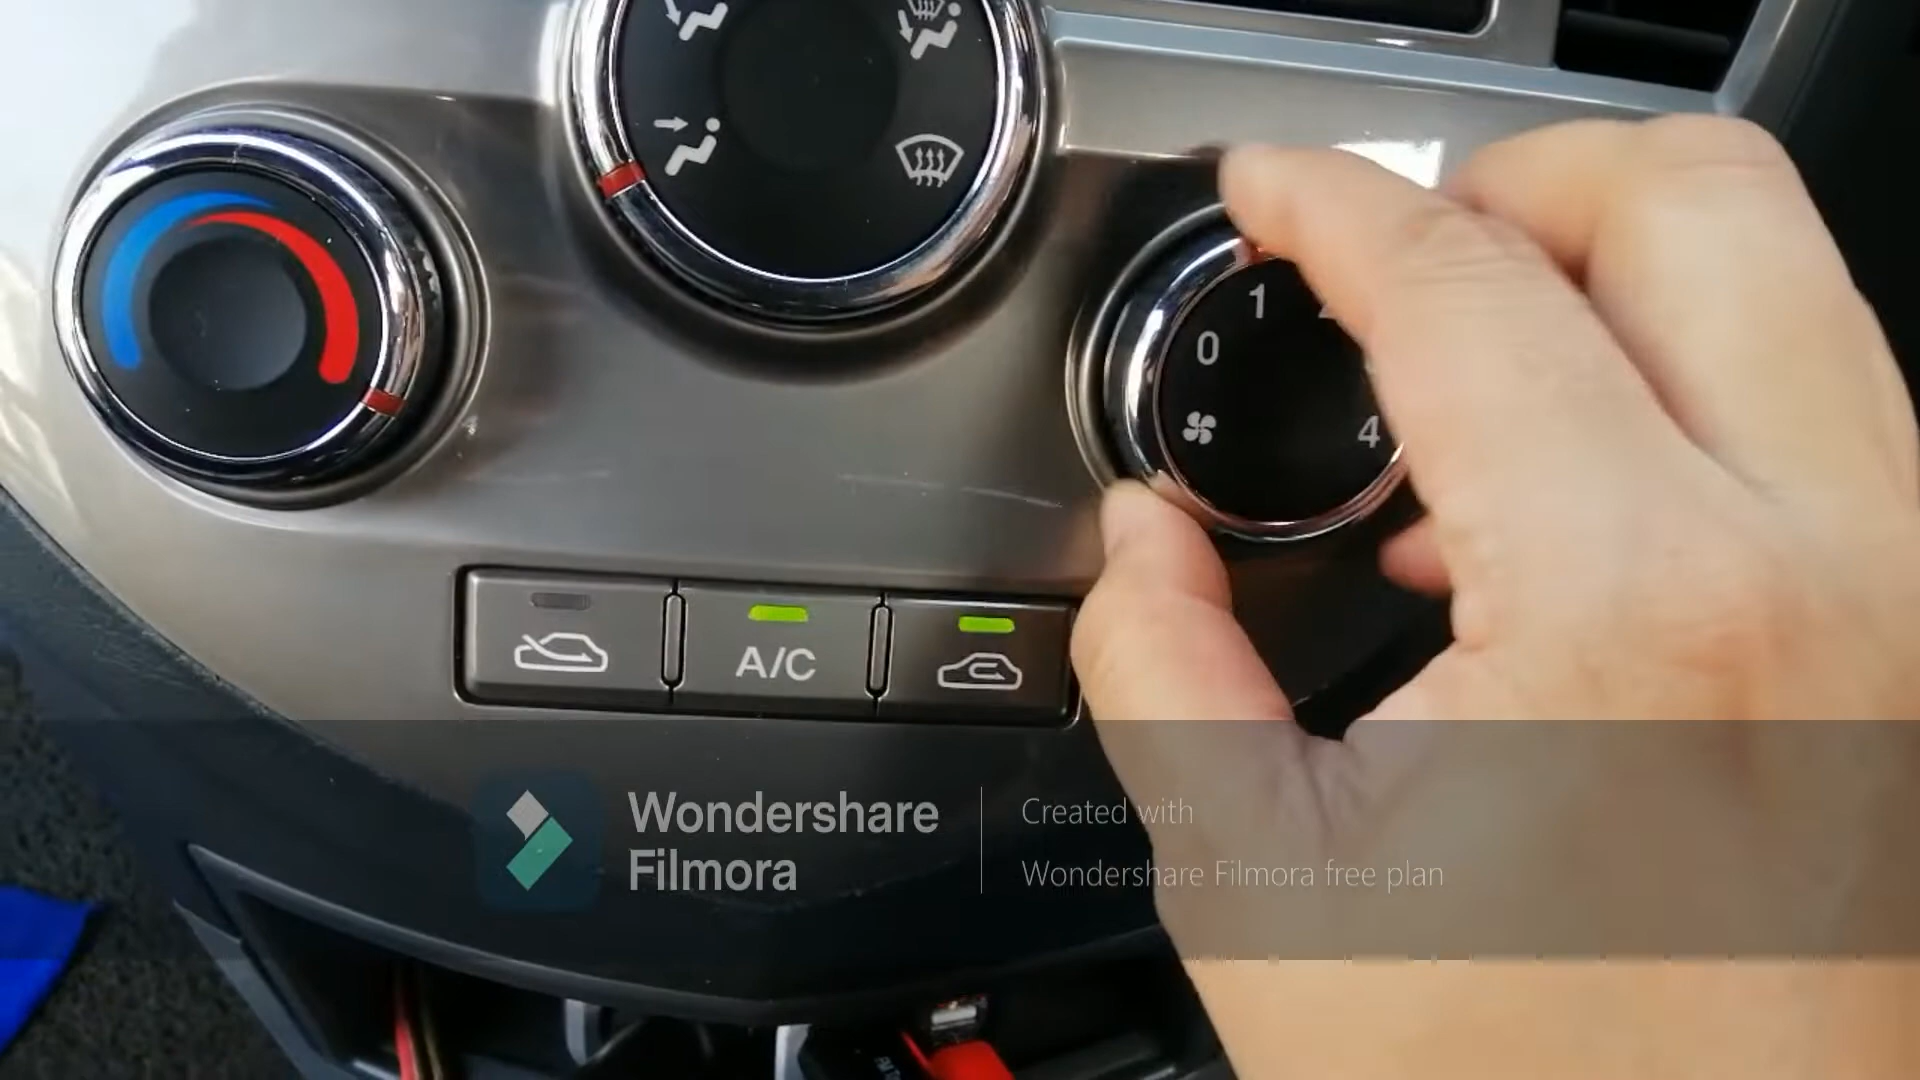 1
0
4
A/C
Wondershare
Filmora
Created with
Wondershare Filmora free plan